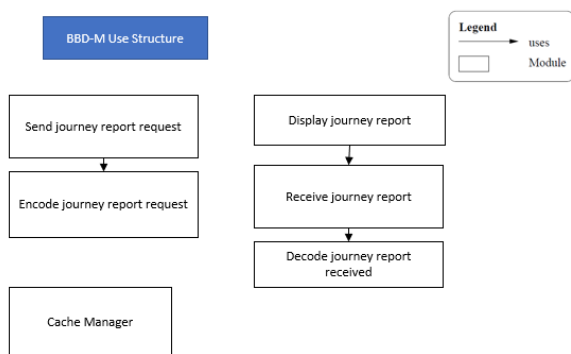 BBD-M Use Structure
Legend
uses
Module
Send journey report request
Encode journey report request
Display journey report
Receive journey report
Decode journey report
received
Cache Manager